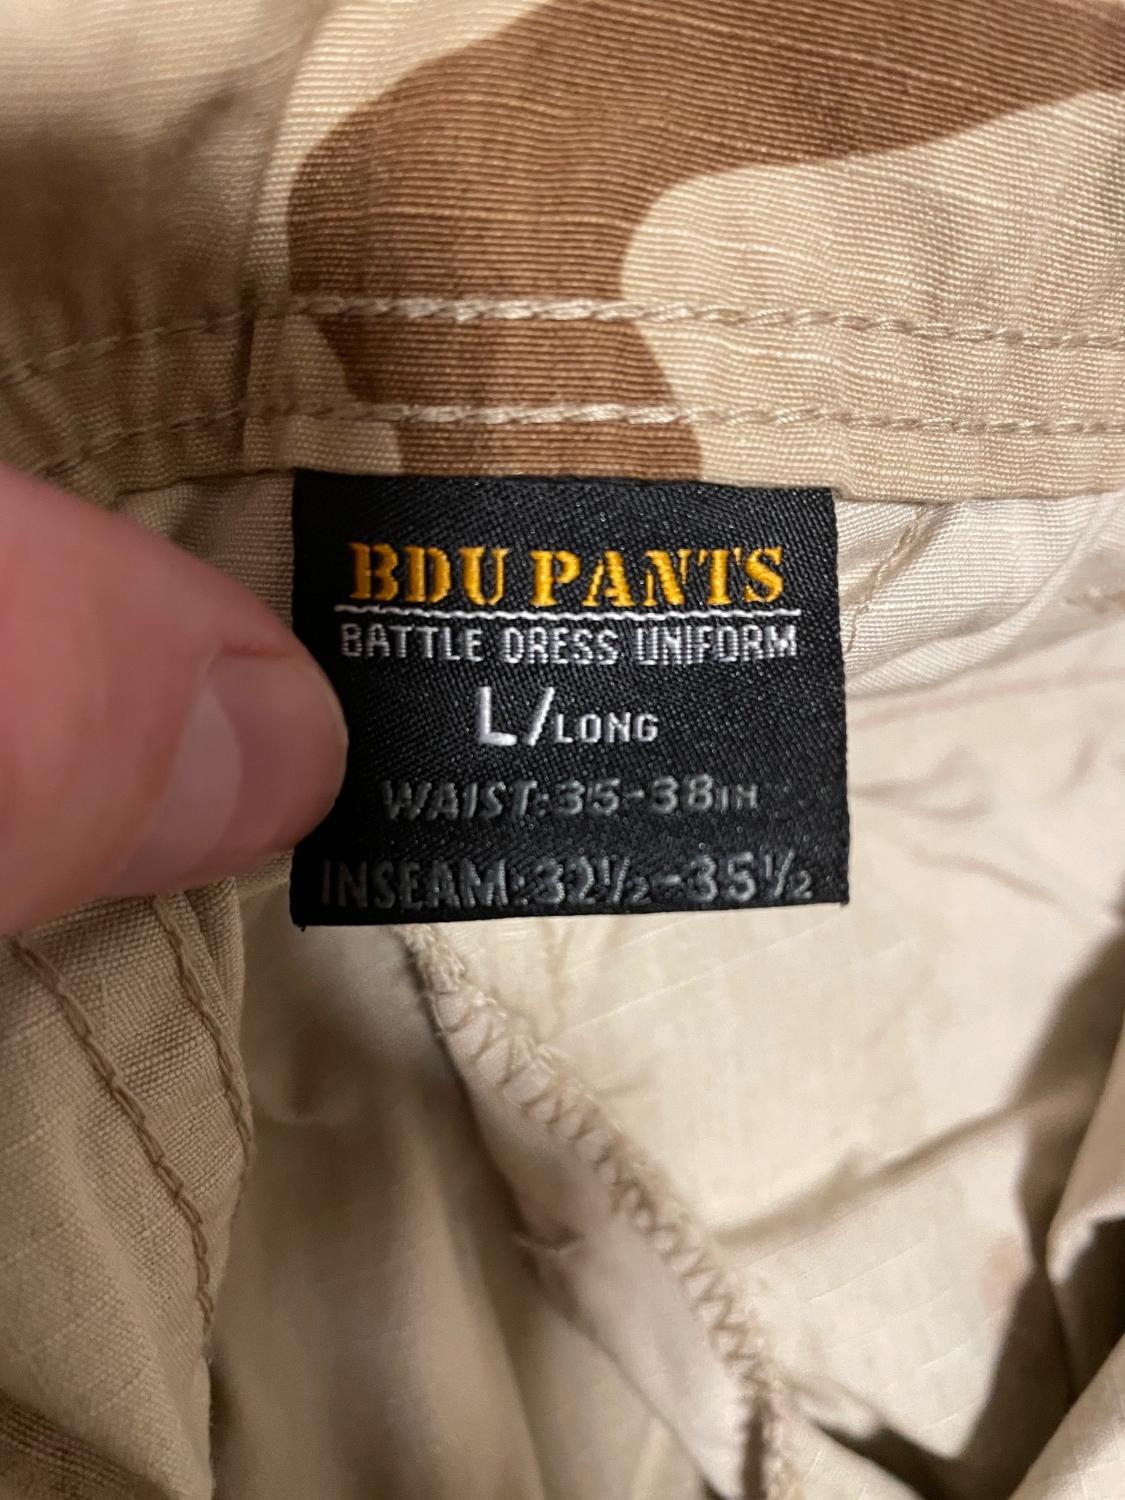 BDU PANTS
BATTLE DRESS UNIFORM
L/LONG
WAIST:35-38IN
INSEAM:32½-35½